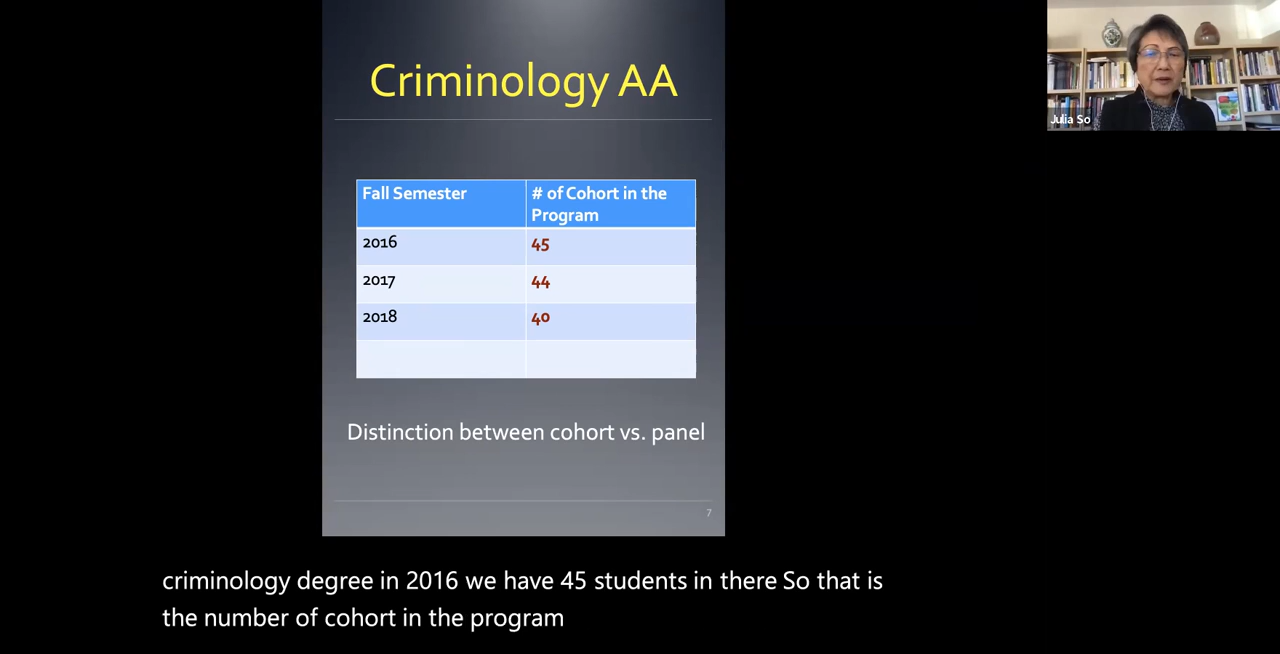 Criminology AA
Fall Semester
# of Cohort in the
Program
2016
45
2017
44
2018
40
Distinction between cohort vs. panel
7
Julia So
criminology degree in 2016 we have 45 students in there So that is
the number of cohort in the program